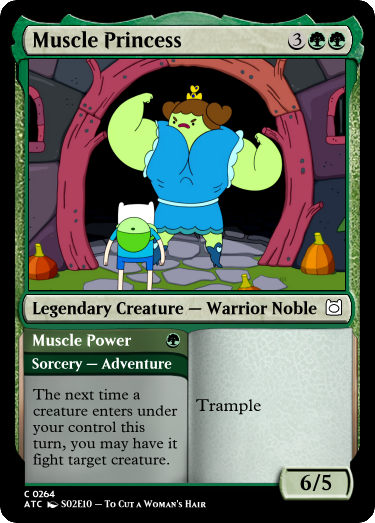 Muscle Princess 3
Legendary Creature — Warrior Noble
Muscle Power
Sorcery — Adventure
The next time a
creature enters under
your control this
turn, you may have it
fight target creature.
Trample
6/5
C 0264
ATC S02E10 — To Cut a Woman's Hair